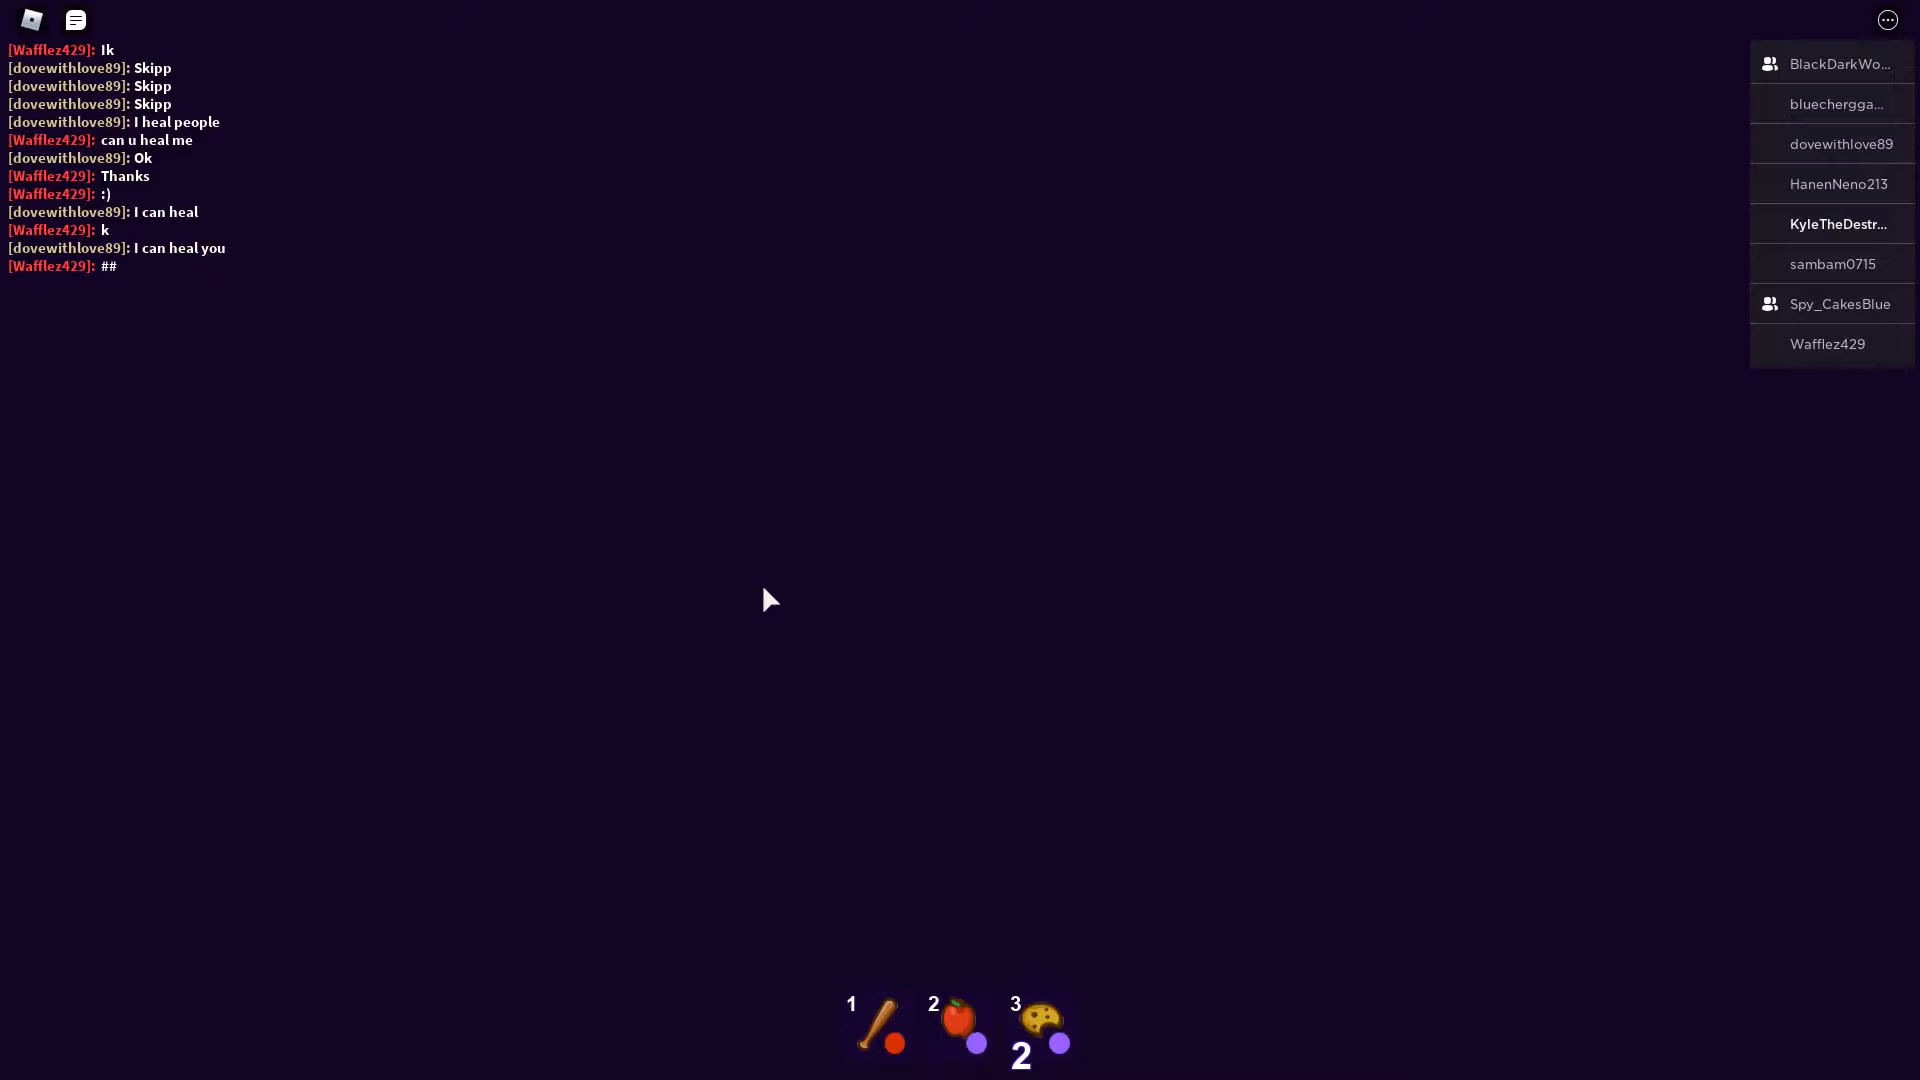 [Wafflez429]: Ik
[dovewithlove89]: Skipp
[dovewithlove89]: Skipp
[dovewithlove89]: Skipp
[dovewithlove89]: I heal people
[Wafflez429]: can u heal me
[dovewithlove89]: Ok
[Wafflez429]: Thanks
[Wafflez429]: :)
[dovewithlove89]: I can heal
[Wafflez429]: k
[dovewithlove89]: I can heal you
[Wafflez429]: ##
BlackDarkWo...
bluechergga...
dovewithlove89
HanenNeno213
KyleTheDestr...
sambam0715
Spy_CakesBlue
Wafflez429
1 2 3
2